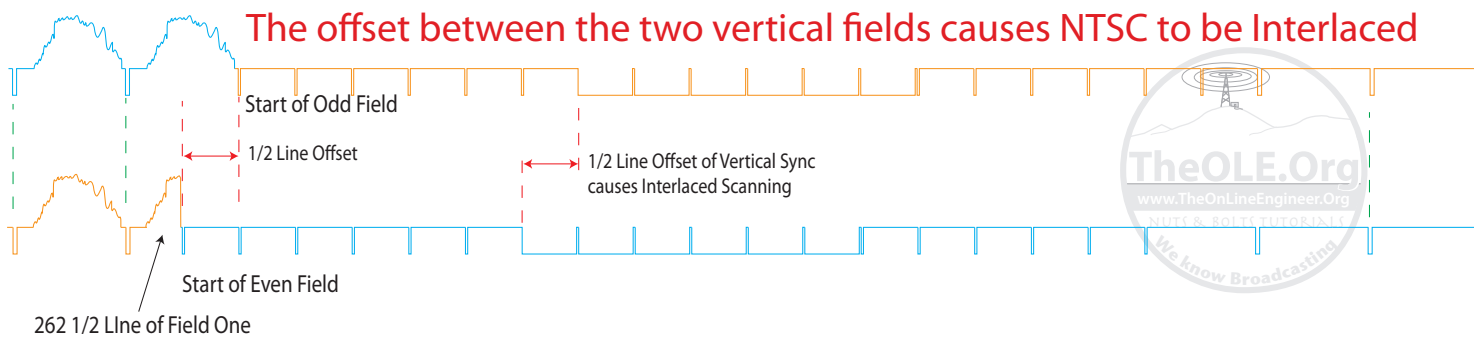 The offset between the two vertical fields causes NTSC to be Interlaced
Start of Odd Field
1/2 Line Offset
1/2 Line Offset of Vertical Sync
causes Interlaced Scanning
TheOLE.Org
www.TheOnLineEngineer.Org
NUTS & BOLTS TUTORIALS
We know Broadcasting
Start of Even Field
262 1/2 LIne of Field One